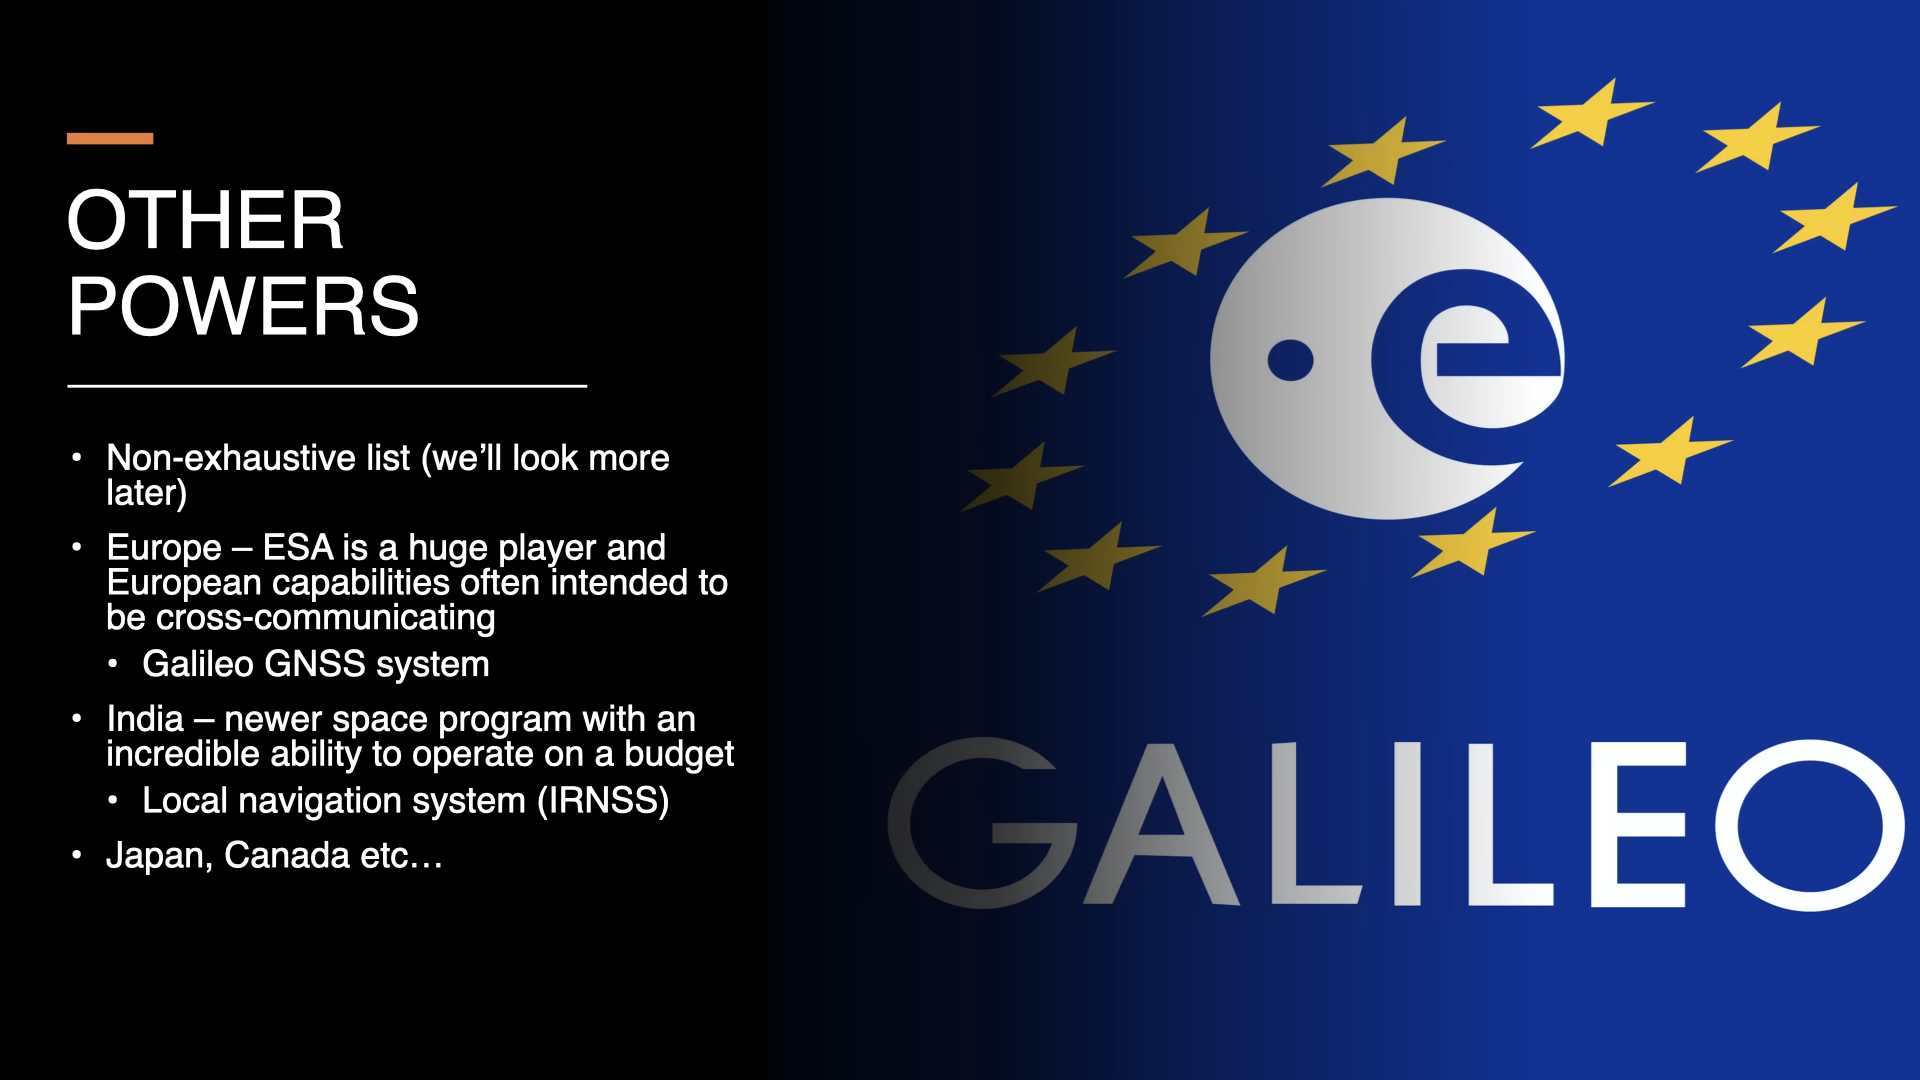 OTHER
POWERS
• Non-exhaustive list (we’ll look more
later)
• Europe – ESA is a huge player and
European capabilities often intended to
be cross-communicating
• Galileo GNSS system
• India – newer space program with an
incredible ability to operate on a budget
• Local navigation system (IRNSS)
• Japan, Canada etc…
e
GALILEO